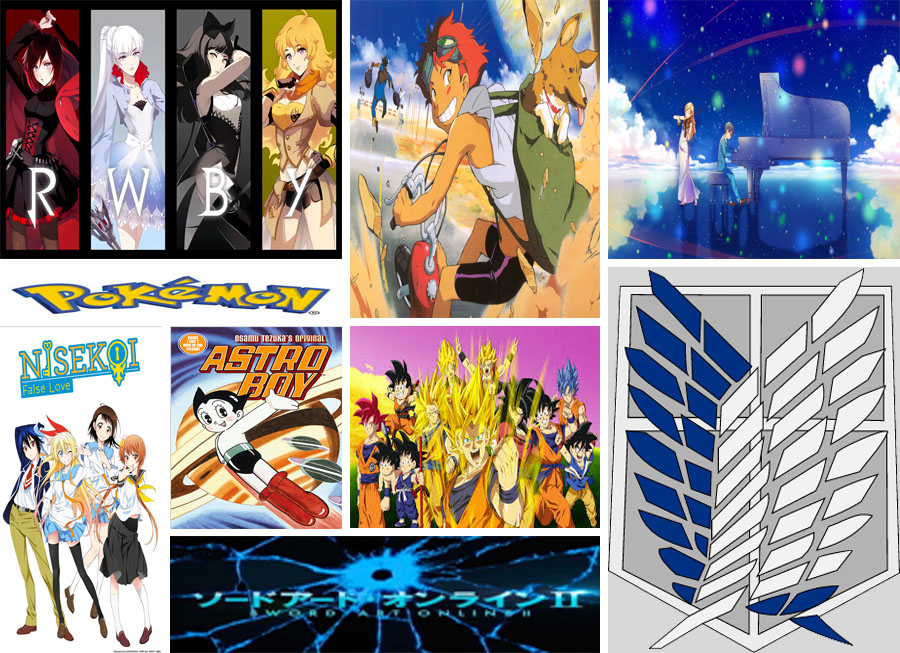 R W B Y
POKéMON
NISEKOI
False Love
OSAMU TEZUKA'S ORIGINAL
ASTRO
BOY
ソードアート・オンラインII
SWORD ART ONLINE II